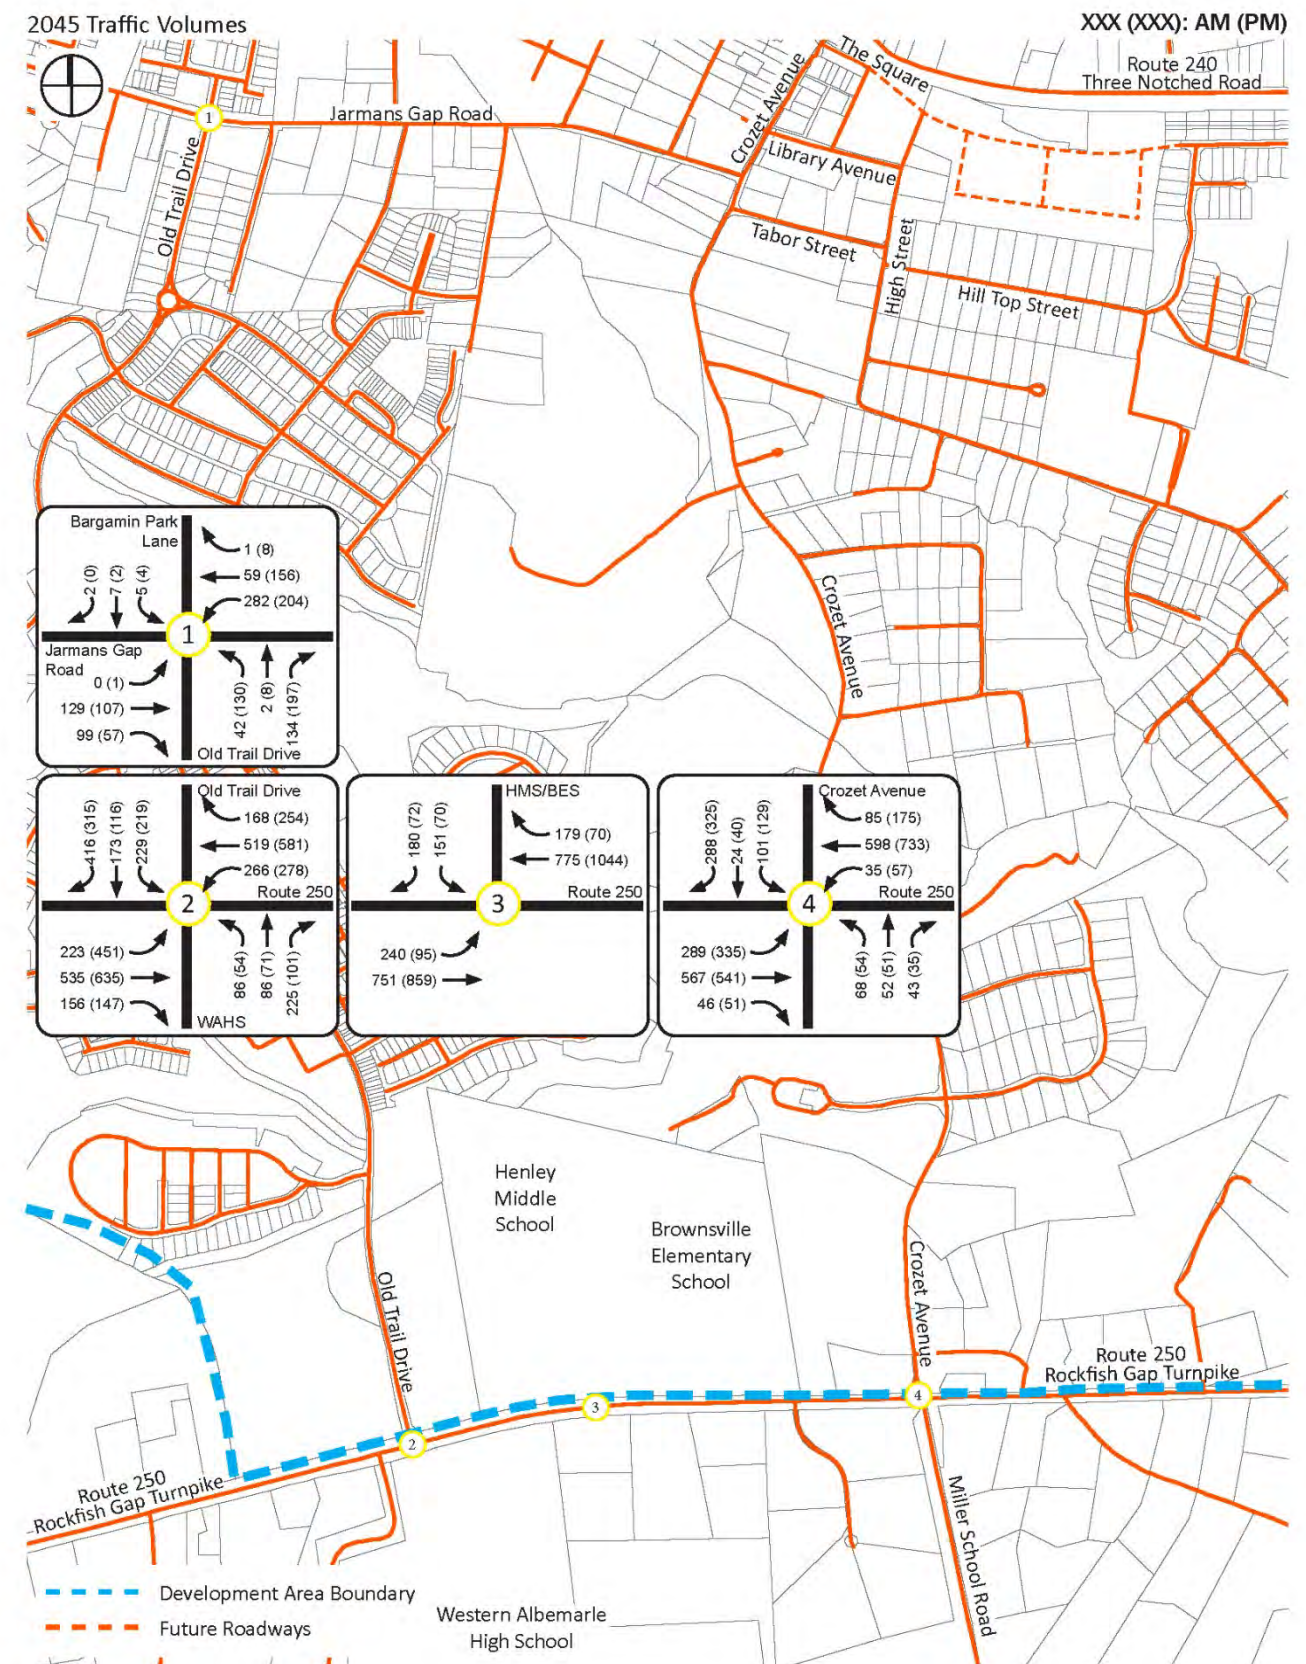 2045 Traffic Volumes
XXX (XXX): AM (PM)
The Square
Route 240
Three Notched Road
Crozet Avenue
1
Jarmans Gap Road
Library Avenue
Old Trail Drive
Tabor Street
High Street
Hill Top Street
Bargamin Park
Lane
1 (8)
59 (156)
282 (204)
2 (0)
7 (2)
5 (4)
1
Jarmans Gap
Road
0 (1)
129 (107)
99 (57)
42 (130)
2 (8)
134 (197)
Old Trail Drive
Crozet Avenue
Old Trail Drive
168 (254)
519 (581)
266 (278)
416 (315)
173 (116)
229 (219)
Route 250
2
223 (451)
535 (635)
156 (147)
86 (54)
86 (71)
225 (101)
WAHS
HMS/BES
180 (72)
151 (70)
179 (70)
775 (1044)
Route 250
3
240 (95)
751 (859)
Crozet Avenue
85 (175)
598 (733)
35 (57)
288 (325)
24 (40)
101 (129)
Route 250
4
289 (335)
567 (541)
46 (51)
68 (54)
52 (51)
43 (35)
Henley
Middle
School
Brownsville
Elementary
School
Old Trail Drive
Crozet Avenue
Route 250
Rockfish Gap Turnpike
4
3
2
Route 250
Rockfish Gap Turnpike
Miller School Road
Development Area Boundary
Future Roadways
Western Albemarle
High School